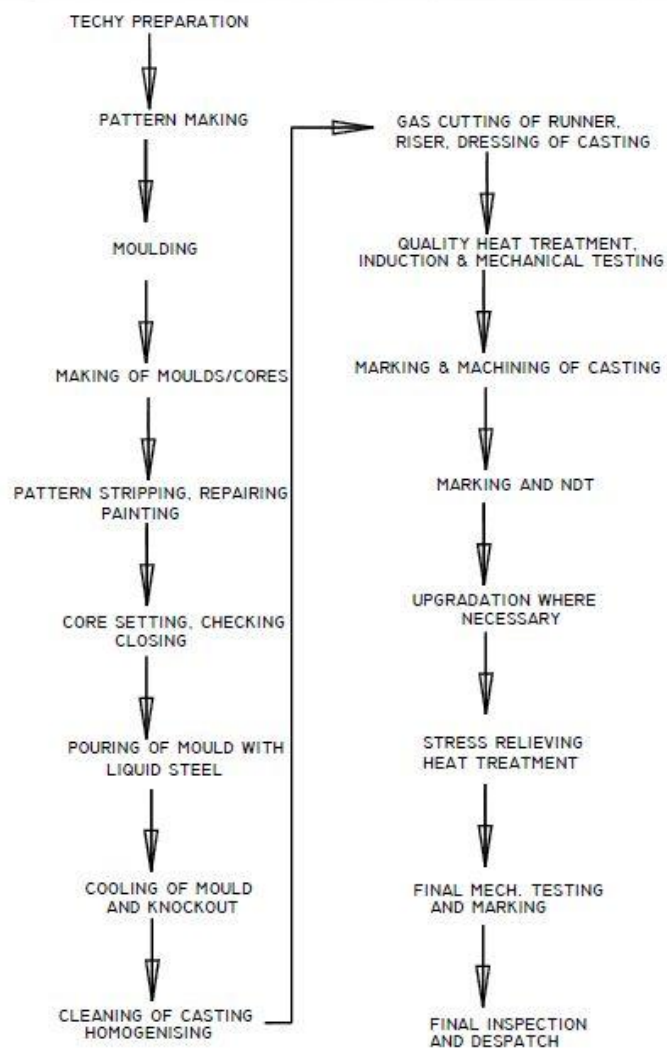 TECHY PREPARATION
PATTERN MAKING
MOULDING
MAKING OF MOULDS/CORES
PATTERN STRIPPING, REPAIRING
PAINTING
CORE SETTING, CHECKING
CLOSING
POURING OF MOULD WITH
LIQUID STEEL
COOLING OF MOULD
AND KNOCKOUT
CLEANING OF CASTING
HOMOGENISING
GAS CUTTING OF RUNNER,
RISER, DRESSING OF CASTING
QUALITY HEAT TREATMENT,
INDUCTION & MECHANICAL TESTING
MARKING & MACHINING OF CASTING
MARKING AND NDT
UPGRADATION WHERE
NECESSARY
STRESS RELIEVING
HEAT TREATMENT
FINAL MECH. TESTING
AND MARKING
FINAL INSPECTION
AND DESPATCH